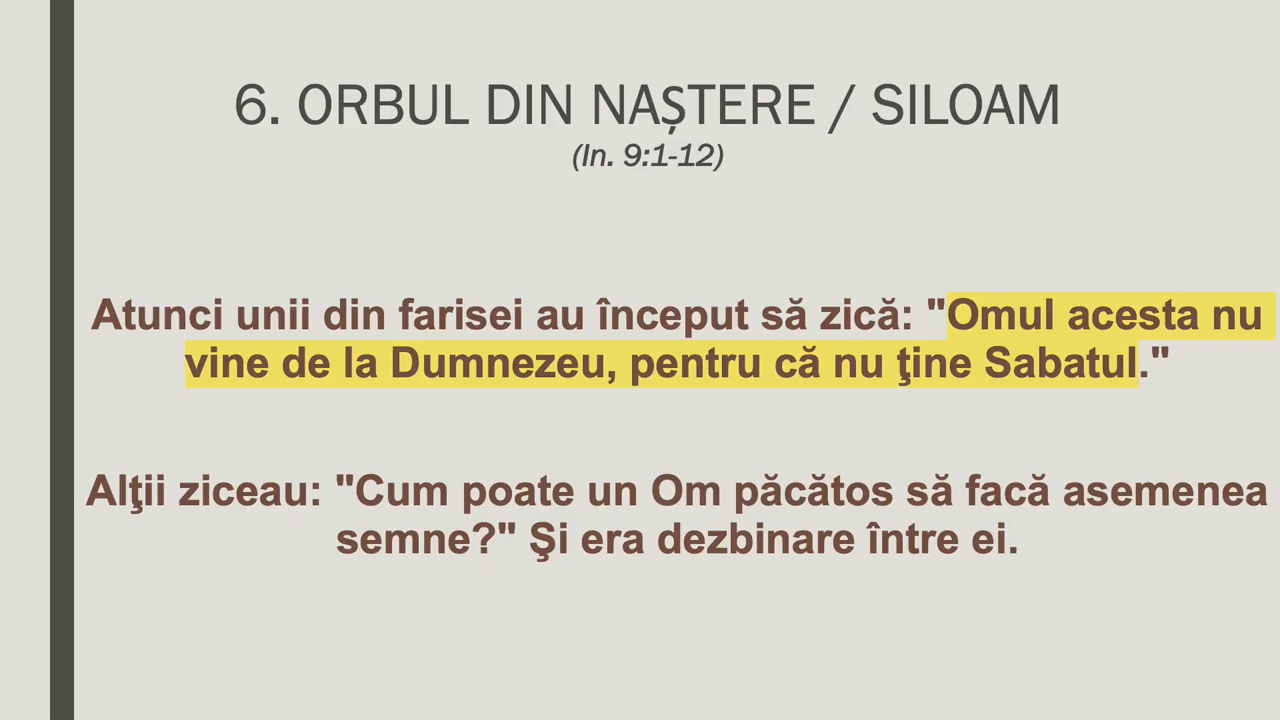 6. ORBUL DIN NAȘTERE / SILOAM
(In. 9:1-12)
Atunci unii din farisei au început să zică: "Omul acesta nu
vine de la Dumnezeu, pentru că nu ţine Sabatul."
Alţii ziceau: "Cum poate un Om păcătos să facă asemenea
semne?" Şi era dezbinare între ei.